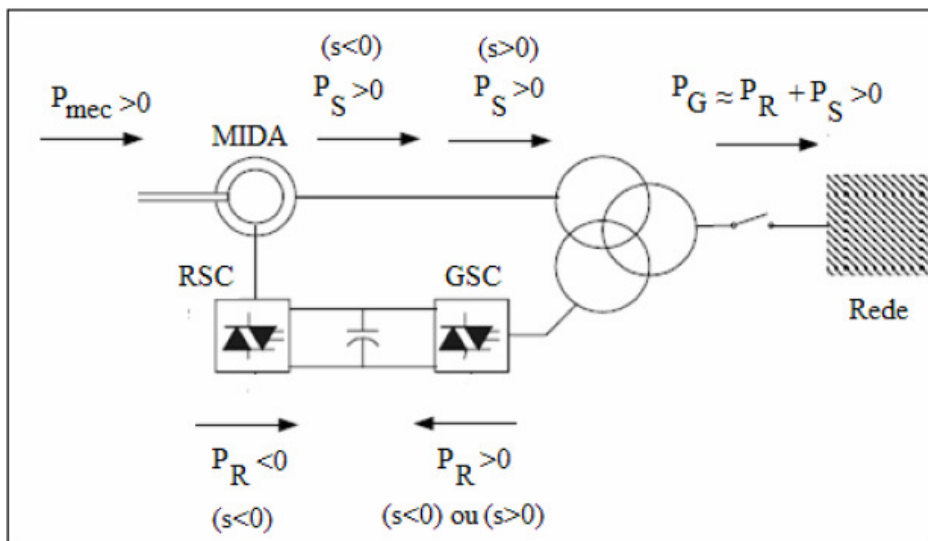 (s<0)
(s>0)
P_mec >0
P_S >0
P_S >0
P_G ≈ P_R + P_S >0
MIDA
RSC
GSC
Rede
P_R <0
P_R >0
(s<0)
(s<0) ou (s>0)